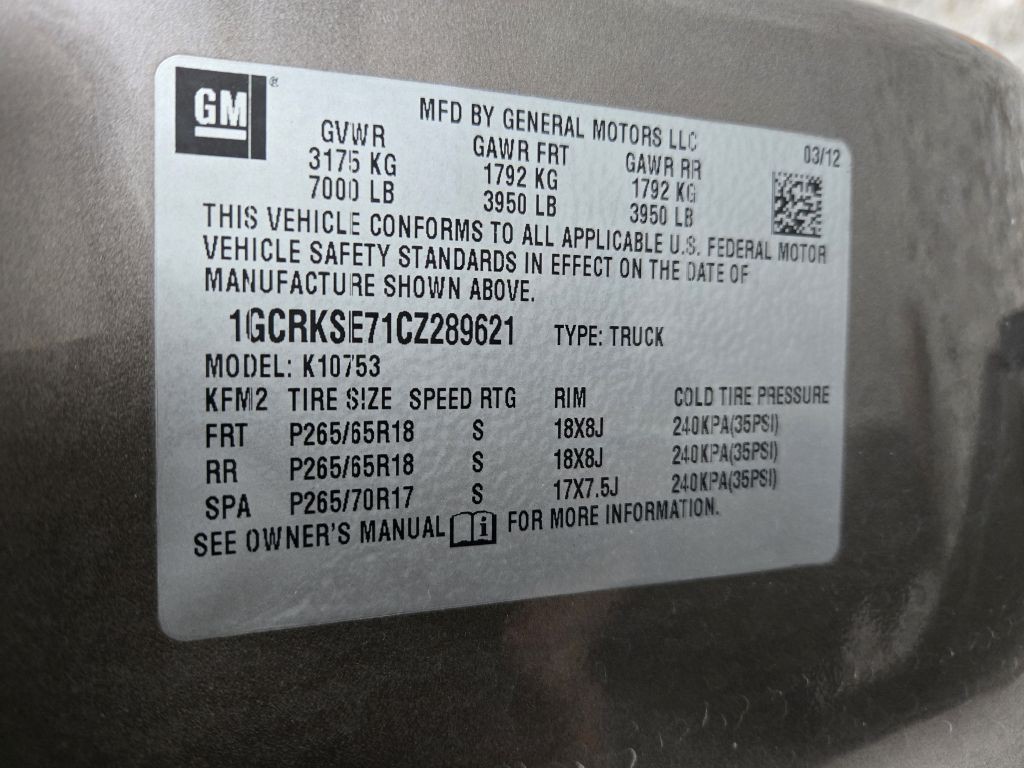 GM®
MFD BY GENERAL MOTORS LLC
03/12
GVWR GAWR FRT GAWR RR
3175 KG 1792 KG 1792 KG
7000 LB 3950 LB 3950 LB
THIS VEHICLE CONFORMS TO ALL APPLICABLE U.S. FEDERAL MOTOR
VEHICLE SAFETY STANDARDS IN EFFECT ON THE DATE OF
MANUFACTURE SHOWN ABOVE.
1GCRKSE71CZ289621 TYPE: TRUCK
MODEL: K10753
KFM2 TIRE SIZE SPEED RTG RIM COLD TIRE PRESSURE
FRT P265/65R18 S 18X8J 240KPA(35PSI)
RR P265/65R18 S 18X8J 240KPA(35PSI)
SPA P265/70R17 S 17X7.5J 240KPA(35PSI)
SEE OWNER'S MANUAL i FOR MORE INFORMATION.